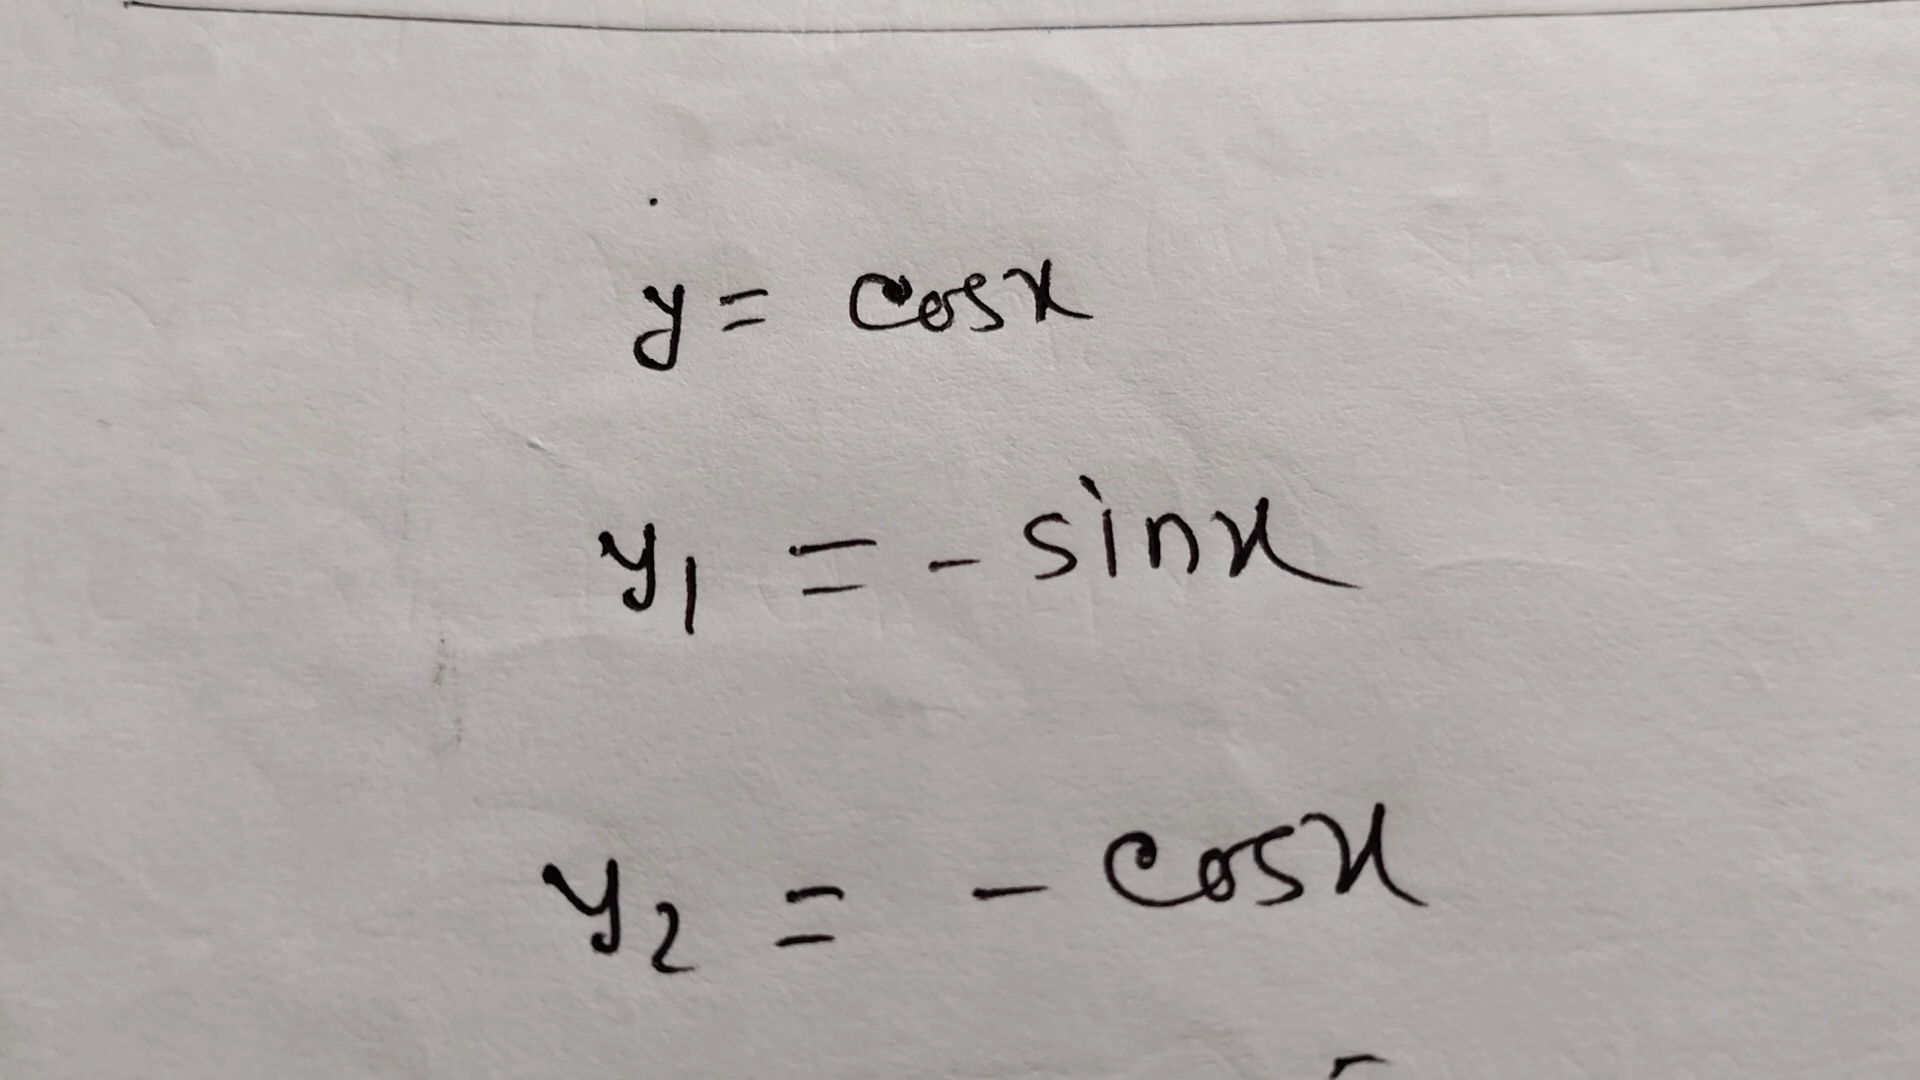 y = cosx
y₁ = - sinx
y₂ = - cosx